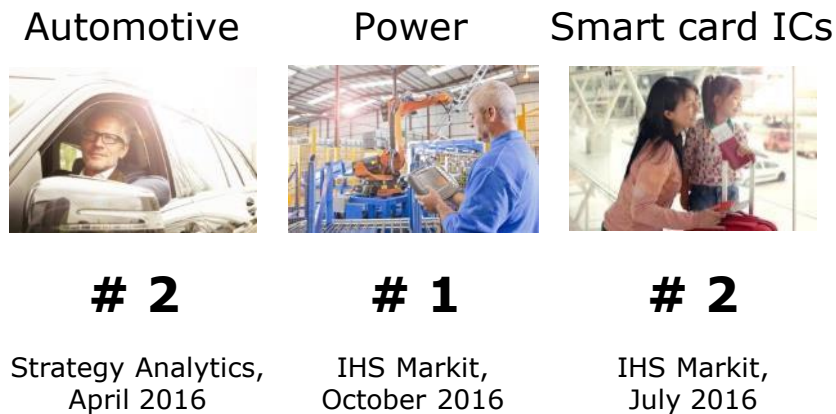 Automotive
Power
Smart card ICs
# 2
# 1
# 2
Strategy Analytics,
April 2016
IHS Markit,
October 2016
IHS Markit,
July 2016